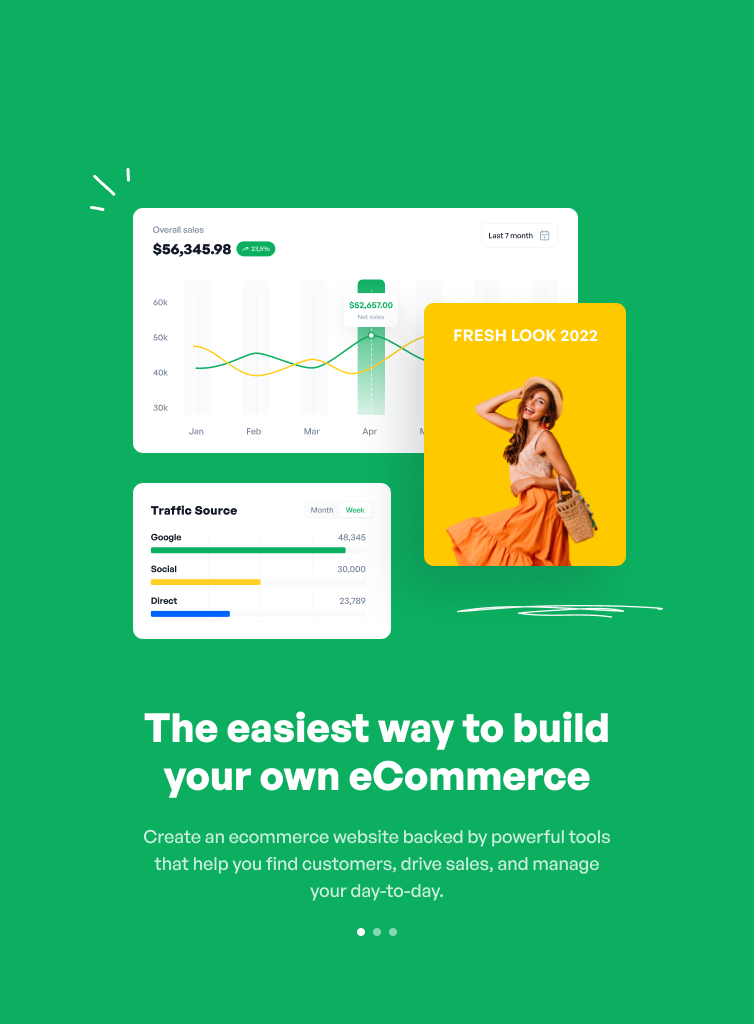 Overall sales
$56,345.98
23,5%
Last 7 month
$52,657.00
Net sales
60k
50k
40k
30k
Jan
Feb
Mar
Apr
FRESH LOOK 2022
Traffic Source
Month
Week
Google
48,345
Social
30,000
Direct
23,789
The easiest way to build
your own eCommerce
Create an ecommerce website backed by powerful tools
that help you find customers, drive sales, and manage
your day-to-day.